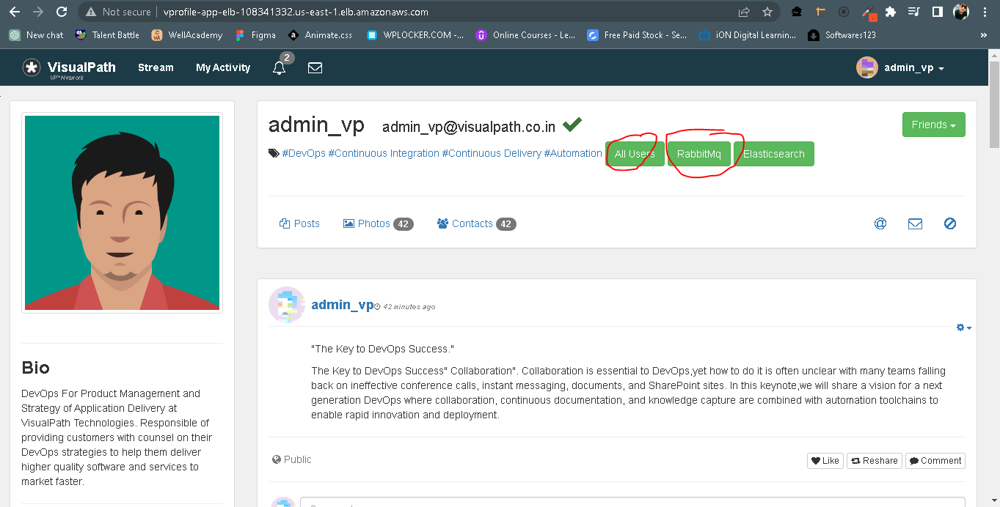 Not secure | vprofile-app-elb-108341332.us-east-1.elb.amazonaws.com
New chat Talent Battle WellAcademy Figma Animate.css WPLOCKER.COM -... Online Courses - Le... Free Paid Stock - Se... iON Digital Learnin... Softwares123 »
VisualPath Stream My Activity 2 admin_vp
VP^Network
admin_vp admin_vp@visualpath.co.in Friends
#DevOps #Continuous Integration #Continuous Delivery #Automation All Users RabbitMq Elasticsearch
Posts Photos 42 Contacts 42 @
admin_vp 42 minutes ago
"The Key to DevOps Success."
The Key to DevOps Success" Collaboration". Collaboration is essential to DevOps,yet how to do it is often unclear with many teams falling
back on ineffective conference calls, instant messaging, documents, and SharePoint sites. In this keynote,we will share a vision for a next
generation DevOps where collaboration, continuous documentation, and knowledge capture are combined with automation toolchains to
enable rapid innovation and deployment.
Public Like Reshare Comment
Bio
DevOps For Product Management and
Strategy of Application Delivery at
VisualPath Technologies. Responsible of
providing customers with counsel on their
DevOps strategies to help them deliver
higher quality software and services to
market faster.